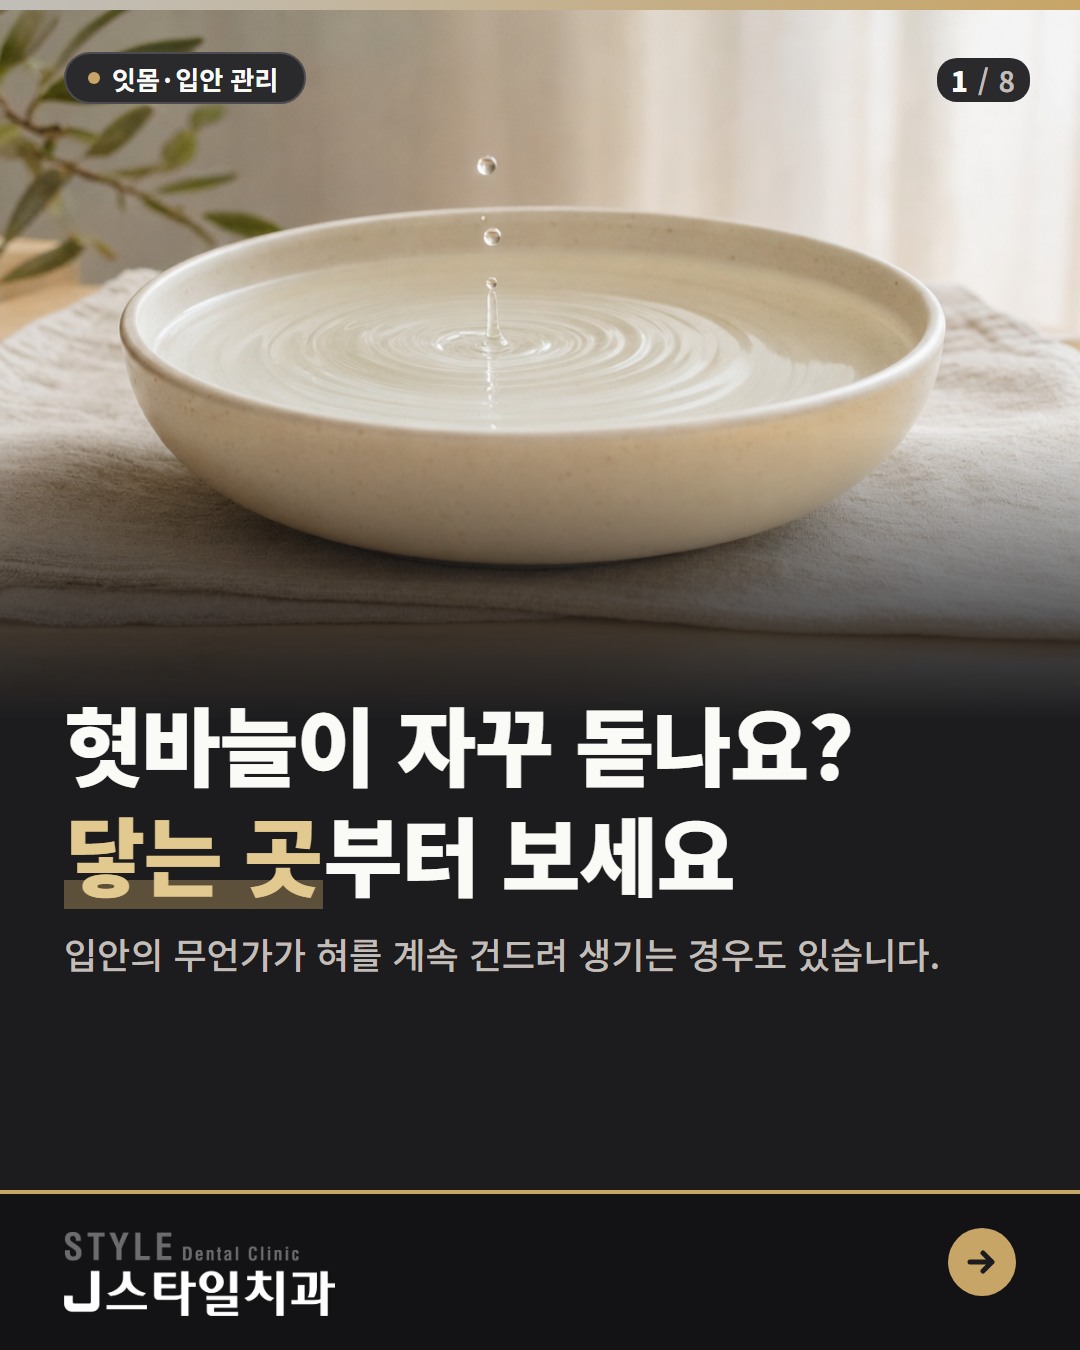 잇몸·입안 관리
1 / 8
혓바늘이 자꾸 돋나요?
닿는 곳부터 보세요
입안의 무언가가 혀를 계속 건드려 생기는 경우도 있습니다.
STYLE Dental Clinic
J스타일치과